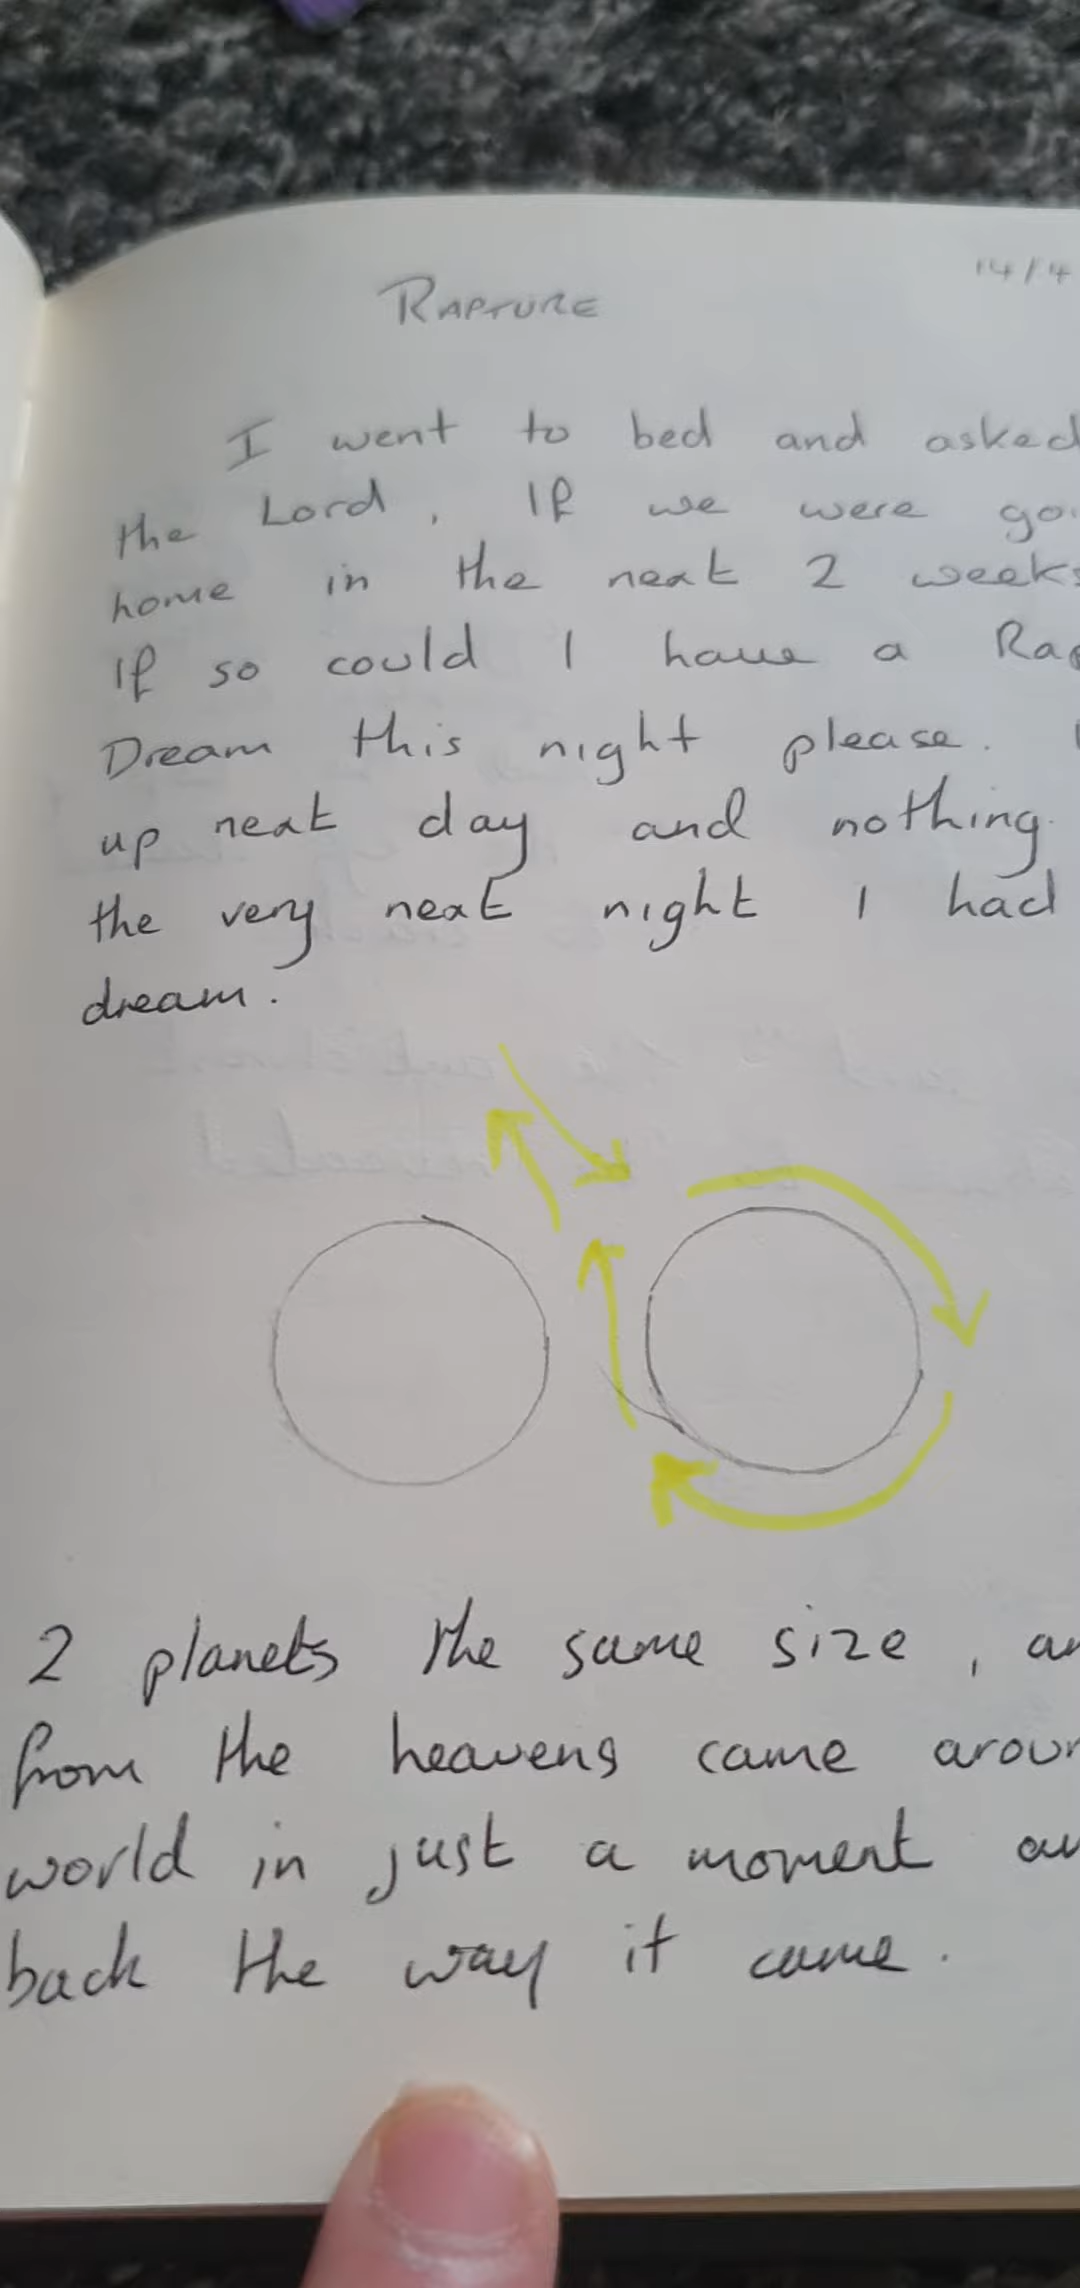 RAPTURE
14/4
I went to bed and asked
the Lord, If we were
home in the next 2 weeks
If so could I have a
Dream this night please.
up next day and nothing.
the very next night I had
dream.
2 planets the same size,
from the heavens came
world in just a moment
back the way it came.